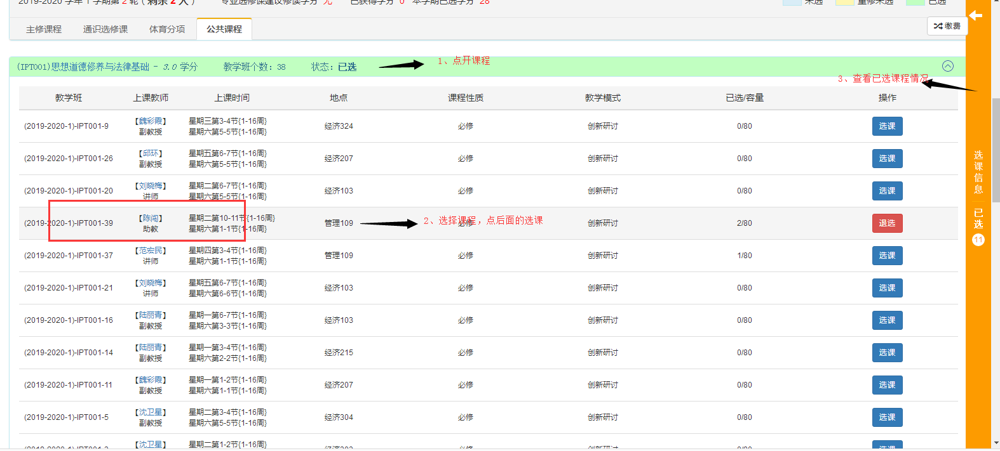 2019-2020 学年 1 学期第 2 轮 ( 剩余 2 天 ) 专业选修课建议修读学分 无 已获得学分 0 本学期已选学分 28 未选 重修未选 已选
主修课程 通识选修课 体育分项 公共课程 缴费
(IPT001)思想道德修养与法律基础 - 3.0 学分 教学班个数：38 状态：已选 1、点开课程
3、查看已选课程情况
教学班 上课教师 上课时间 地点 课程性质 教学模式 已选/容量 操作
(2019-2020-1)-IPT001-9 【魏彩霞】 副教授 星期三第3-4节{1-16周} 星期六第5-5节{1-16周} 经济324 必修 创新研讨 0/80 选课
(2019-2020-1)-IPT001-26 【邱环】 副教授 星期五第6-7节{1-16周} 星期六第5-5节{1-16周} 经济207 必修 创新研讨 0/80 选课
(2019-2020-1)-IPT001-20 【刘晓梅】 讲师 星期二第6-7节{1-16周} 星期六第5-5节{1-16周} 经济103 必修 创新研讨 0/80 选课
(2019-2020-1)-IPT001-39 【陈闯】 助教 星期二第10-11节{1-16周} 星期六第1-1节{1-16周} 管理109 2、选择课程，点后面的选课 必修 创新研讨 2/80 退选
(2019-2020-1)-IPT001-37 【范宏民】 讲师 星期四第3-4节{1-16周} 星期六第1-1节{1-16周} 管理109 必修 创新研讨 1/80 选课
(2019-2020-1)-IPT001-21 【刘晓梅】 讲师 星期五第6-7节{1-16周} 星期六第6-6节{1-16周} 经济103 必修 创新研讨 0/80 选课
(2019-2020-1)-IPT001-16 【陆丽青】 副教授 星期一第6-7节{1-16周} 星期六第3-3节{1-16周} 经济103 必修 创新研讨 0/80 选课
(2019-2020-1)-IPT001-14 【陆丽青】 副教授 星期一第3-4节{1-16周} 星期六第2-2节{1-16周} 经济215 必修 创新研讨 0/80 选课
(2019-2020-1)-IPT001-11 【魏彩霞】 副教授 星期一第1-2节{1-16周} 星期六第1-1节{1-16周} 经济207 必修 创新研讨 0/80 选课
(2019-2020-1)-IPT001-5 【沈卫星】 副教授 星期二第3-4节{1-16周} 星期六第5-5节{1-16周} 经济304 必修 创新研讨 0/80 选课
【沈卫星】 星期二第1-2节{1-16周} 必修 创新研讨 0/80 选课
选课信息 已选 11